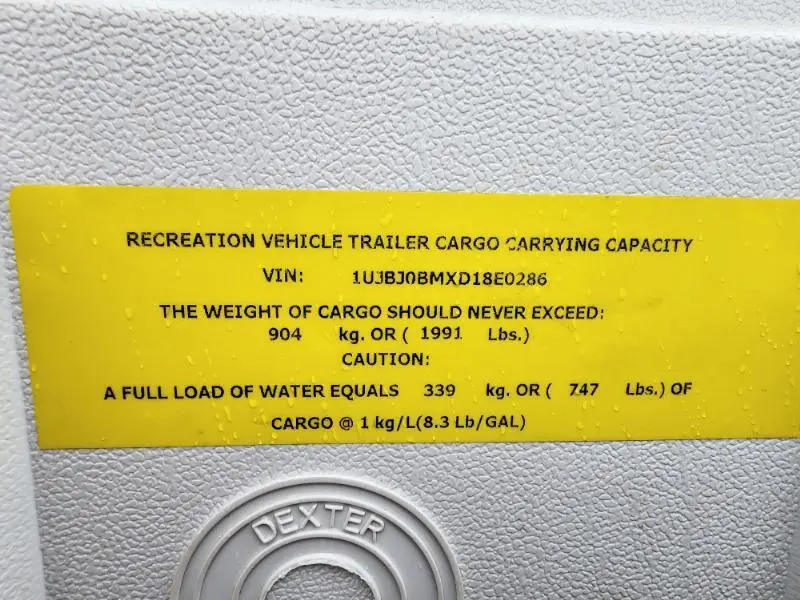 RECREATION VEHICLE TRAILER CARGO CARRYING CAPACITY
VIN: 1UJBJ0BMXD18E0286
THE WEIGHT OF CARGO SHOULD NEVER EXCEED:
904 kg. OR ( 1991 Lbs.)
CAUTION:
A FULL LOAD OF WATER EQUALS 339 kg. OR ( 747 Lbs.) OF
CARGO @ 1 kg/L(8.3 Lb/GAL)
DEXTER